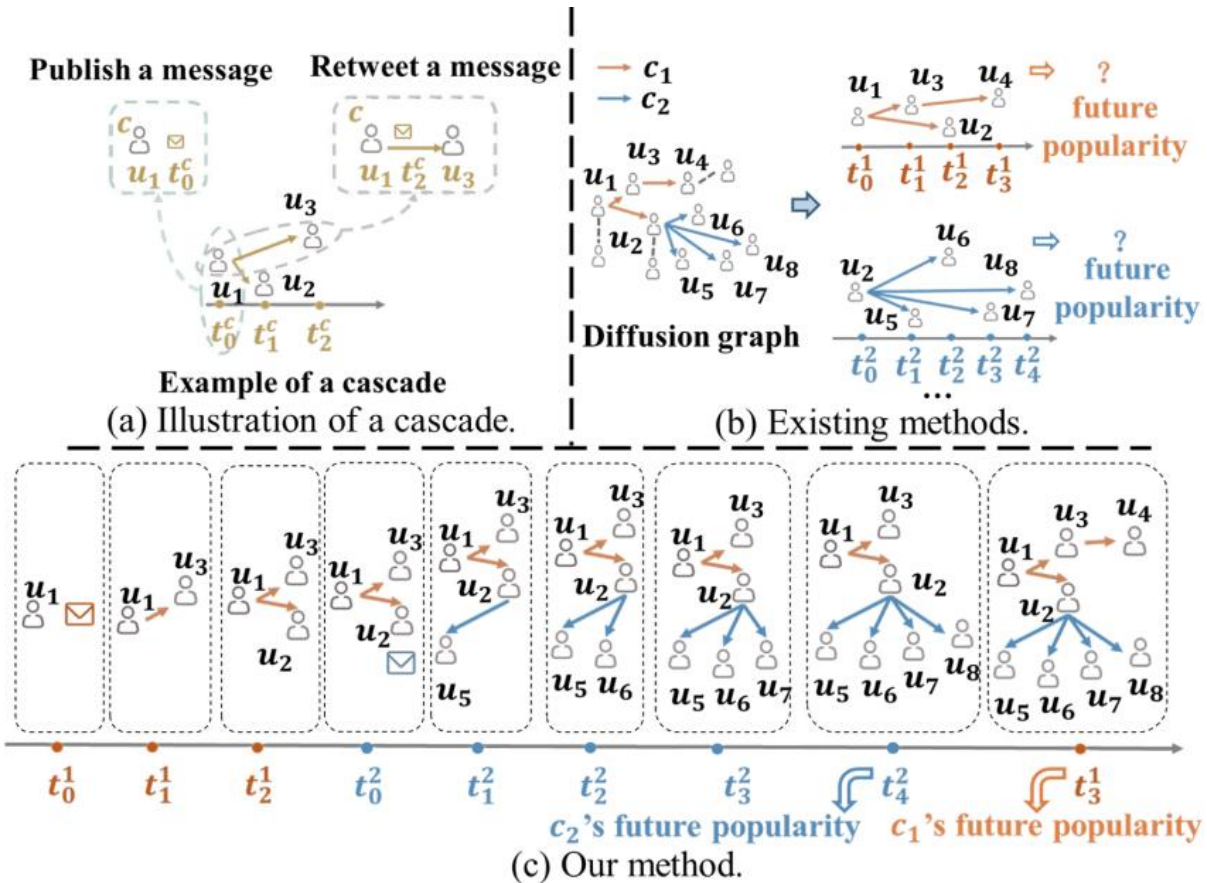 Publish a message
Retweet a message
c
u₁ t₀ᶜ
c
u₁ t₂ᶜ u₃
u₃
u₁
u₂
t₀ᶜ t₁ᶜ t₂ᶜ
Example of a cascade
(a) Illustration of a cascade.
c₁
c₂
u₃ u₄
u₁
u₂
u₆
u₈
u₅ u₇
Diffusion graph
u₁ u₃ u₄
u₂
?
future
popularity
t₀¹ t₁¹ t₂¹ t₃¹
u₆
u₂ u₈
u₅ u₇
?
future
popularity
t₀² t₁² t₂² t₃² t₄²
...
(b) Existing methods.
u₁
u₁ u₃
u₁ u₃
u₂
u₁ u₃
u₂
u₁ u₃
u₂
u₅
u₁ u₃
u₂
u₅ u₆
u₁ u₃
u₂
u₅ u₆ u₇
u₃
u₁
u₂
u₅ u₆ u₇ u₈
u₃ u₄
u₁
u₂
u₅ u₆ u₇ u₈
t₀¹ t₁¹ t₂¹ t₀² t₁² t₂² t₃² t₄² t₃¹
c₂'s future popularity c₁'s future popularity
(c) Our method.